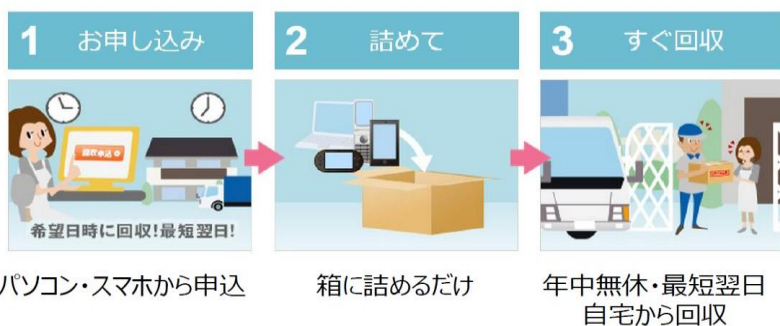 1 お申し込み
2 詰めて
3 すぐ回収
回収申込
希望日時に回収!最短翌日!
パソコン・スマホから申込
箱に詰めるだけ
年中無休・最短翌日
自宅から回収